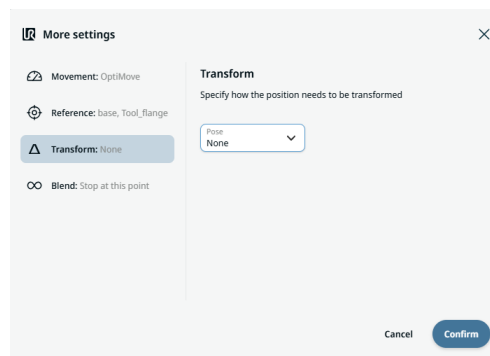 More settings
Movement: OptiMove
Reference: base, Tool_flange
Transform: None
Blend: Stop at this point
Transform
Specify how the position needs to be transformed
Pose
None
Cancel
Confirm